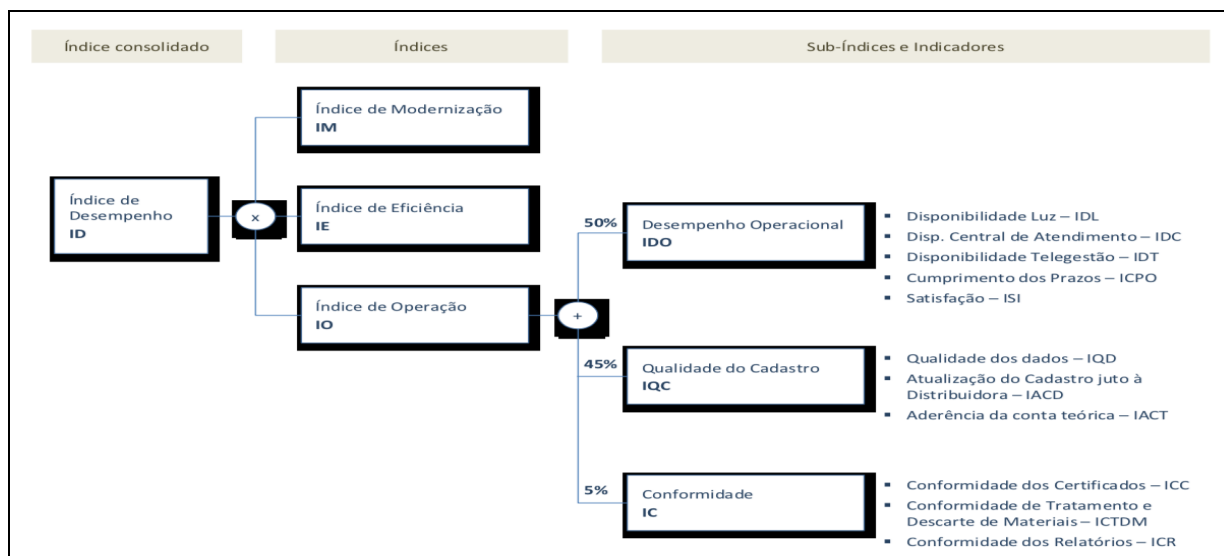 Índice consolidado
Índices
Sub-Índices e Indicadores
Índice de Modernização
IM
Índice de
Desempenho
ID
x
Índice de Eficiência
IE
Índice de Operação
IO
+
50%
Desempenho Operacional
IDO
▪ Disponibilidade Luz – IDL
▪ Disp. Central de Atendimento – IDC
▪ Disponibilidade Telegestão – IDT
▪ Cumprimento dos Prazos – ICPO
▪ Satisfação – ISI
45%
Qualidade do Cadastro
IQC
▪ Qualidade dos dados – IQD
▪ Atualização do Cadastro juto à
Distribuidora – IACD
▪ Aderência da conta teórica – IACT
5%
Conformidade
IC
▪ Conformidade dos Certificados – ICC
▪ Conformidade de Tratamento e
Descarte de Materiais – ICTDM
▪ Conformidade dos Relatórios – ICR